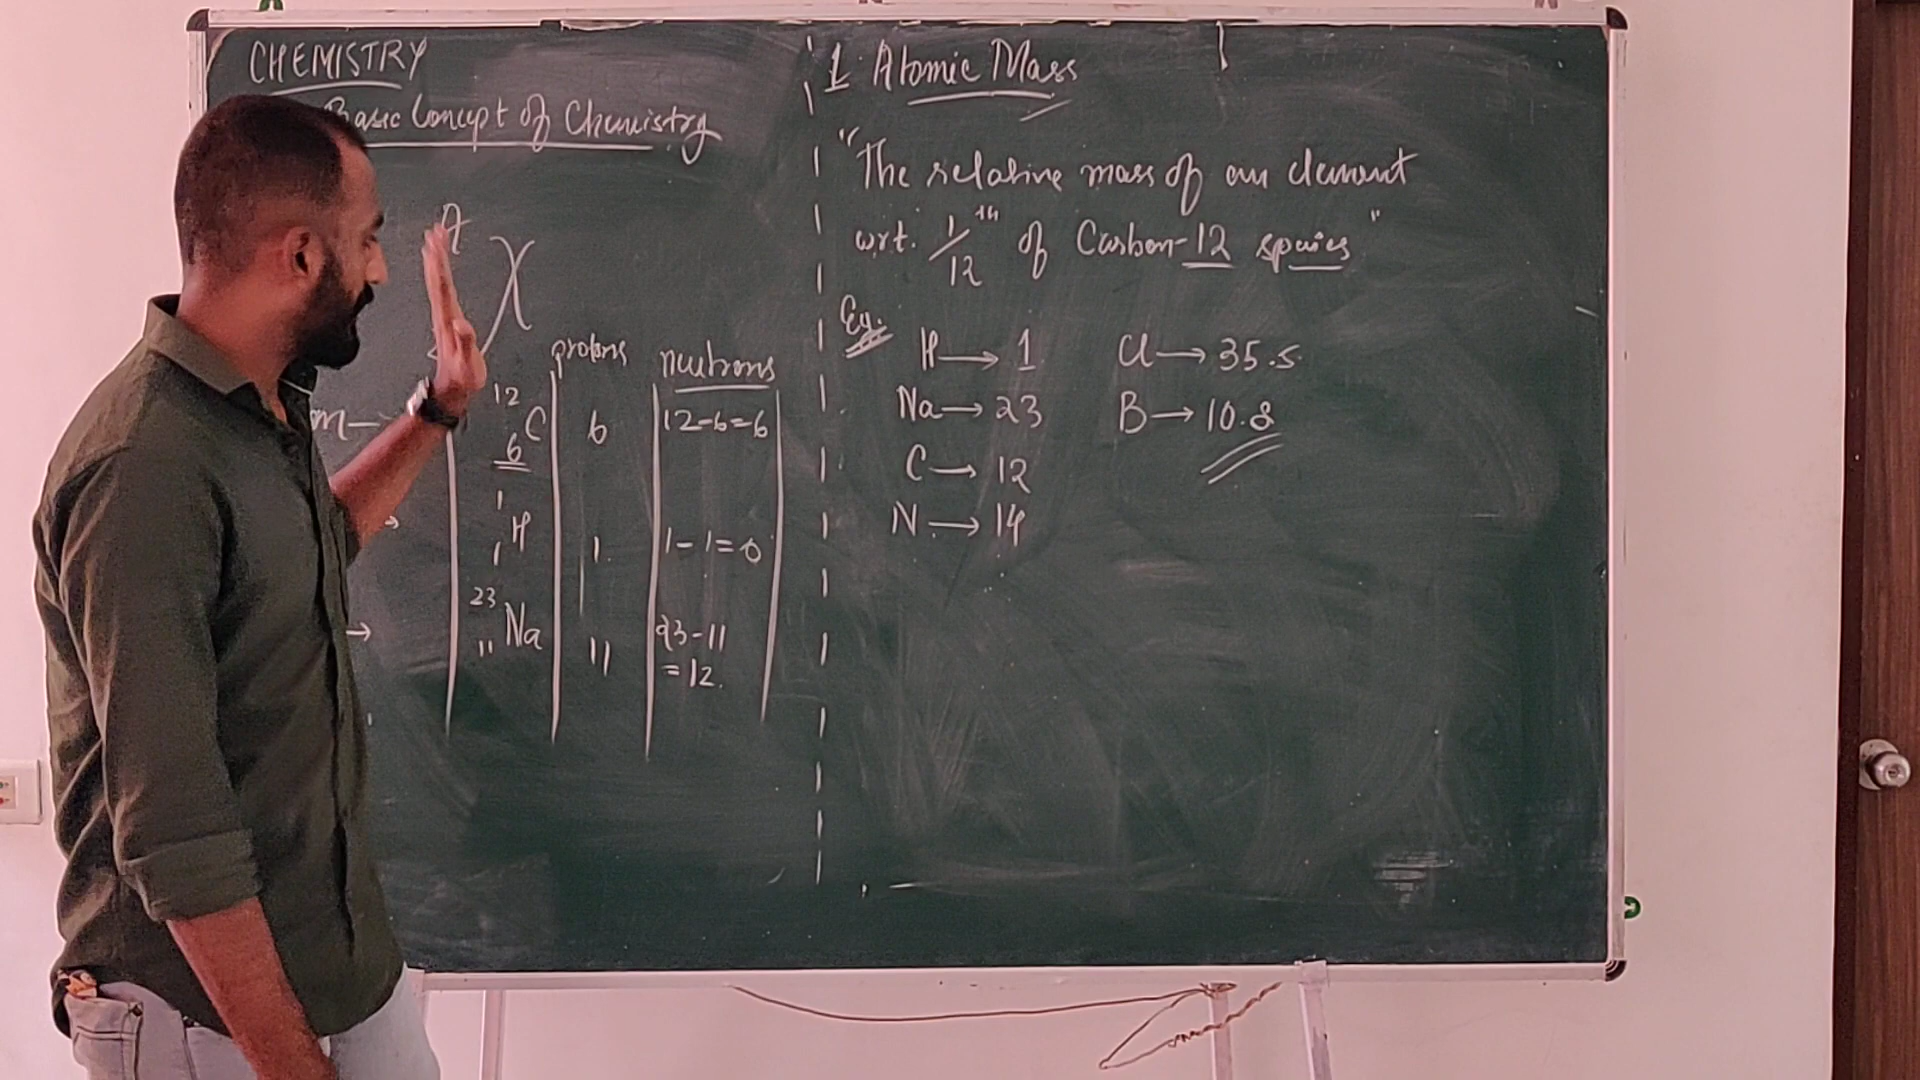 CHEMISTRY
Basic Concept of Chemistry
A
X
protons neutrons
12
C 6 12-6=6
6
1
H 1 1-1=0
1
23
Na 11 23-11
11 =12.
1. Atomic Mass
"The relative mass of an element
wrt. 1/12 th of Carbon-12 species"
Eg.
H→1 Cl→35.5
Na→23 B→10.8
C→12
N→14